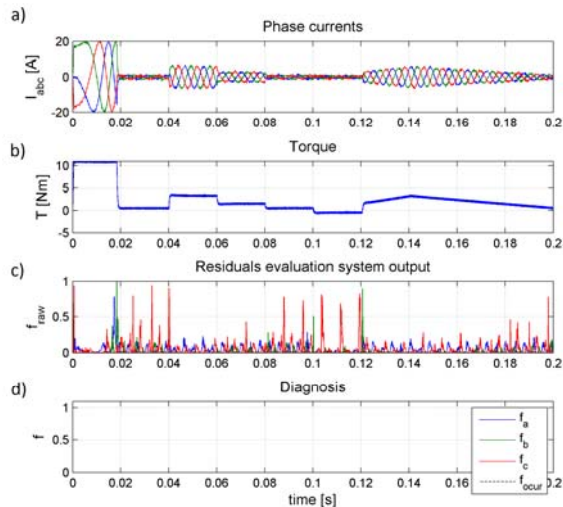 a)
Phase currents
I_abc [A]
20
0
-20
0 0.02 0.04 0.06 0.08 0.1 0.12 0.14 0.16 0.18 0.2
b)
Torque
T [Nm]
10
5
0
-5
0 0.02 0.04 0.06 0.08 0.1 0.12 0.14 0.16 0.18 0.2
c)
Residuals evaluation system output
f_raw
1
0.5
0
0 0.02 0.04 0.06 0.08 0.1 0.12 0.14 0.16 0.18 0.2
d)
Diagnosis
f
1
0.5
0
f_a
f_b
f_c
f_ocur
0 0.02 0.04 0.06 0.08 0.1 0.12 0.14 0.16 0.18 0.2
time [s]